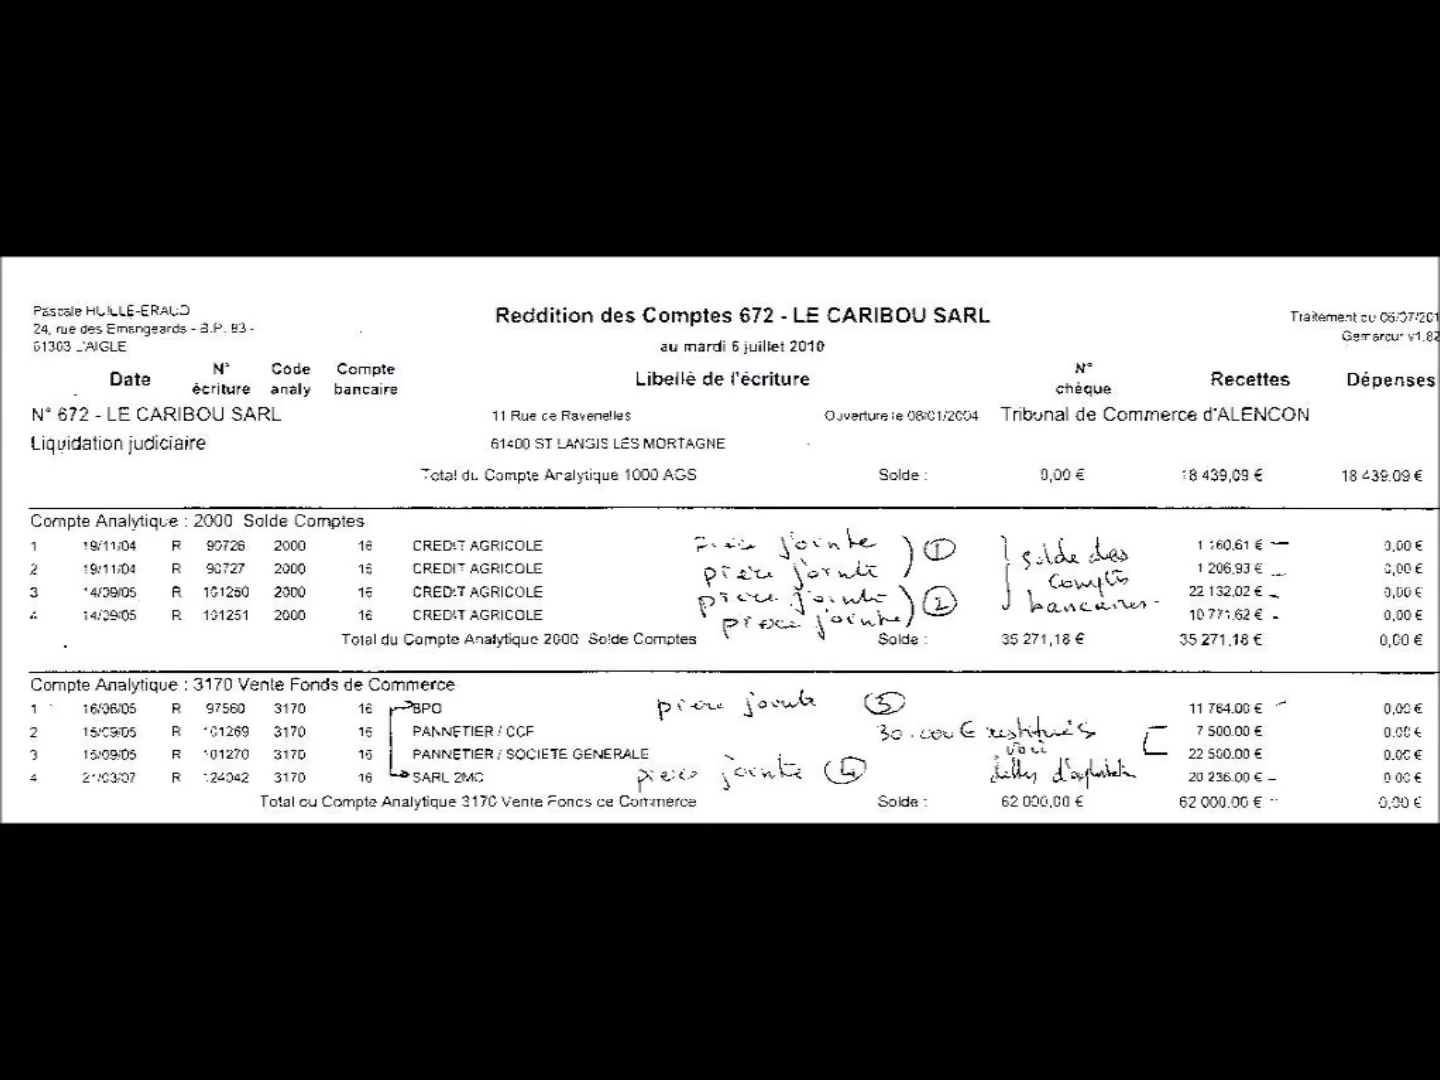 Pascale HUILLE-ERAUD
24, rue des Emangeards - B.P. 83 -
61303 L'AIGLE
Reddition des Comptes 672 - LE CARIBOU SARL
au mardi 6 juillet 2010
Traitement du 06/07/201
Gemarcur v1.82
Date N° écriture Code analy Compte bancaire Libellé de l'écriture N° chèque Recettes Dépenses
N° 672 - LE CARIBOU SARL 11 Rue de Ravenelles Ouverture le 08/01/2004 Tribunal de Commerce d'ALENCON
Liquidation judiciaire 61400 ST LANGIS LES MORTAGNE
Total du Compte Analytique 1000 AGS Solde : 0,00 € 18 439,09 € 18 439,09 €
Compte Analytique : 2000 Solde Comptes
1 19/11/04 R 90726 2000 16 CREDIT AGRICOLE pièce jointe 1 1 160,61 € 0,00 €
2 19/11/04 R 90727 2000 16 CREDIT AGRICOLE pièce jointe 1 206,93 € 0,00 €
3 14/09/05 R 101250 2000 16 CREDIT AGRICOLE pièce jointe 2 22 132,02 € 0,00 €
4 14/09/05 R 101251 2000 16 CREDIT AGRICOLE pièce jointe 10 771,62 € 0,00 €
solde des
comptes
bancaires.
Total du Compte Analytique 2000 Solde Comptes Solde : 35 271,18 € 35 271,18 € 0,00 €
Compte Analytique : 3170 Vente Fonds de Commerce
1 16/06/05 R 97560 3170 16 BPO pièce jointe 3 11 764,00 € 0,00 €
2 15/09/05 R 101269 3170 16 PANNETIER / CCF 30.000 € restitués 7 500,00 € 0,00 €
voir
3 15/09/05 R 101270 3170 16 PANNETIER / SOCIETE GENERALE 22 500,00 € 0,00 €
4 21/03/07 R 124042 3170 16 SARL 2MC pièce jointe 4 20 236,00 € 0,00 €
Total du Compte Analytique 3170 Vente Fonds de Commerce Solde : 62 000,00 € 62 000,00 € 0,00 €